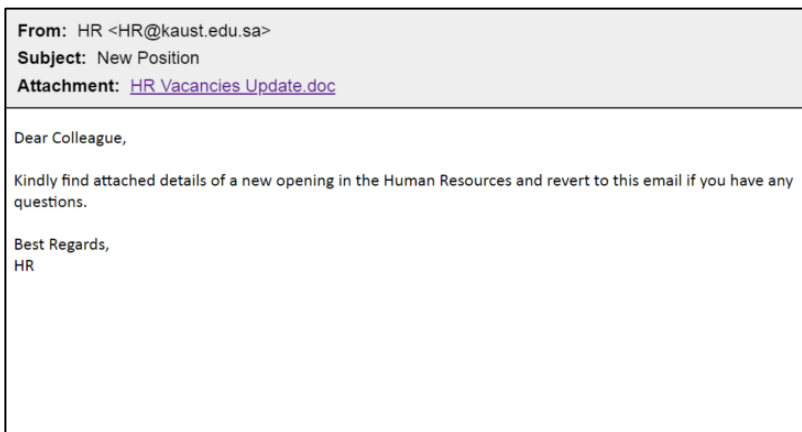 From: HR <HR@kaust.edu.sa>
Subject: New Position
Attachment: HR Vacancies Update.doc
Dear Colleague,
Kindly find attached details of a new opening in the Human Resources and revert to this email if you have any
questions.
Best Regards,
HR